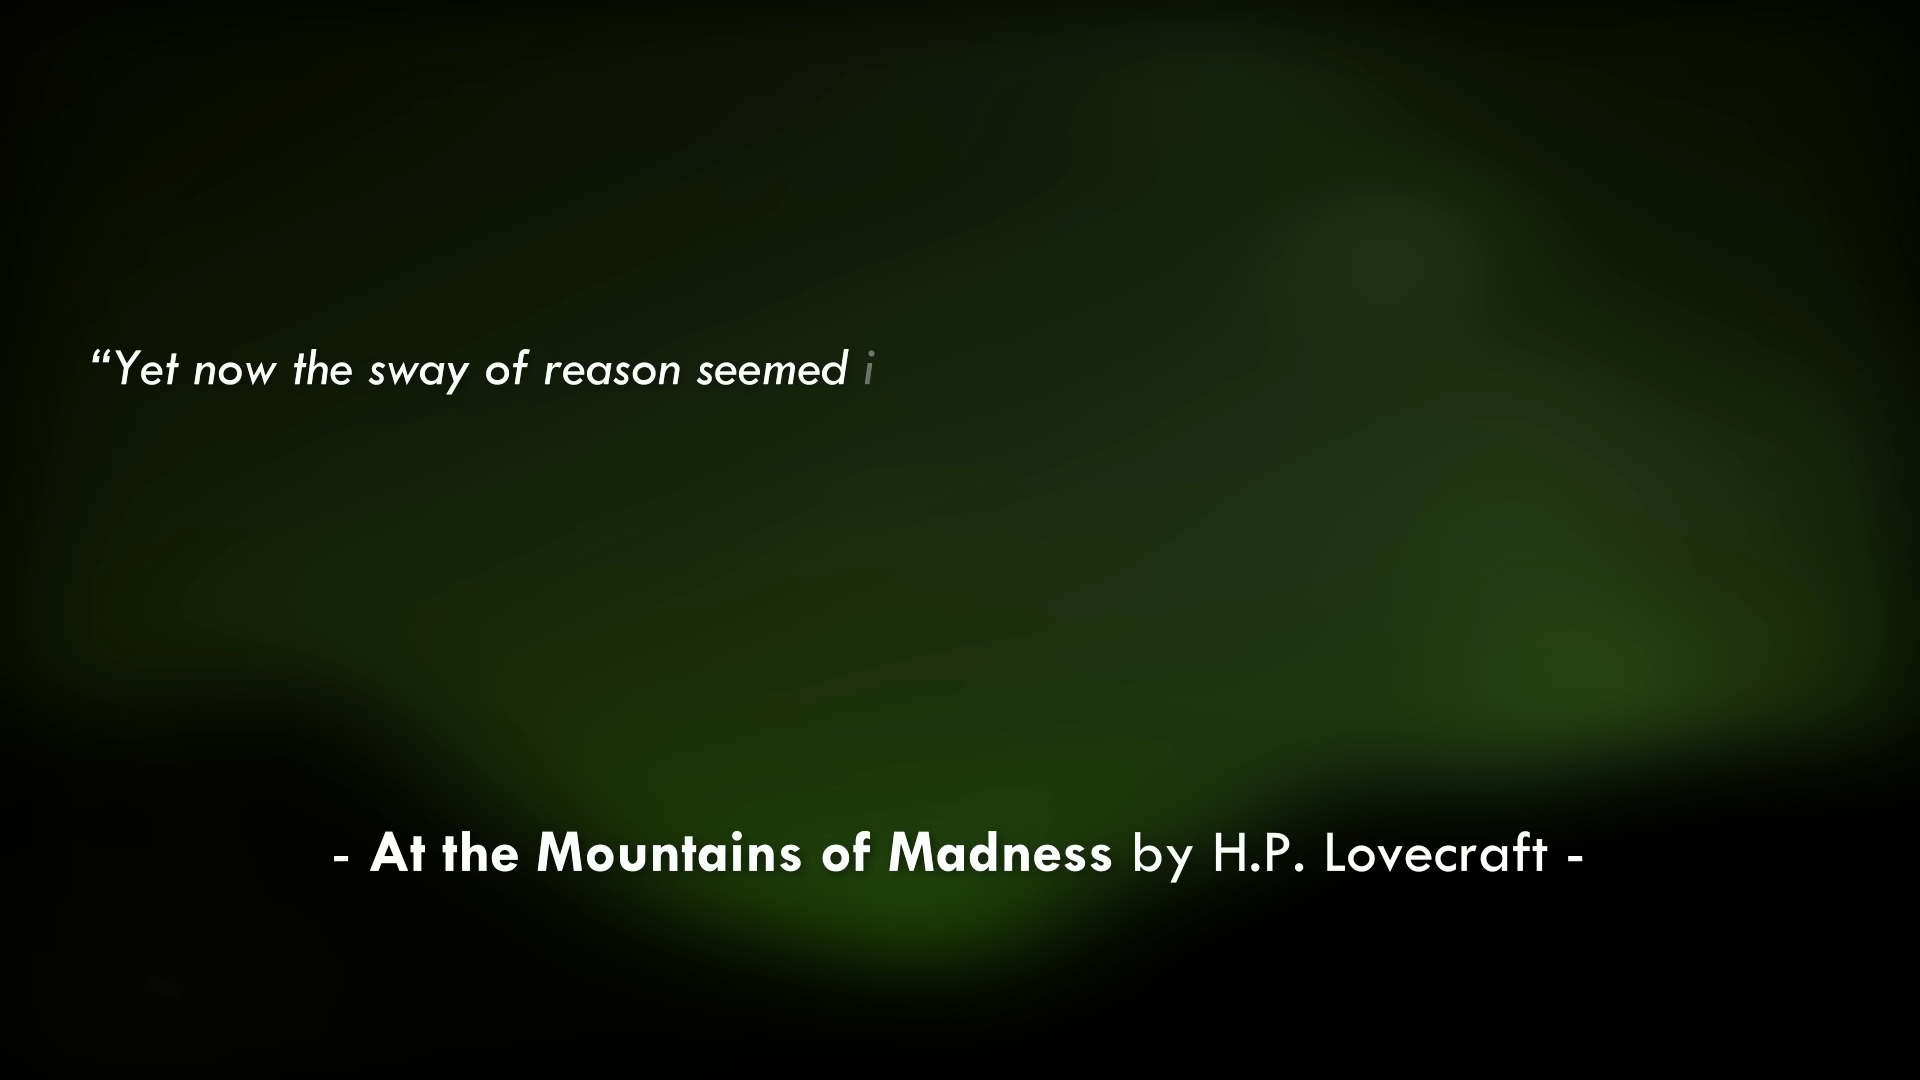 “Yet now the sway of reason seemed i
- At the Mountains of Madness by H.P. Lovecraft -